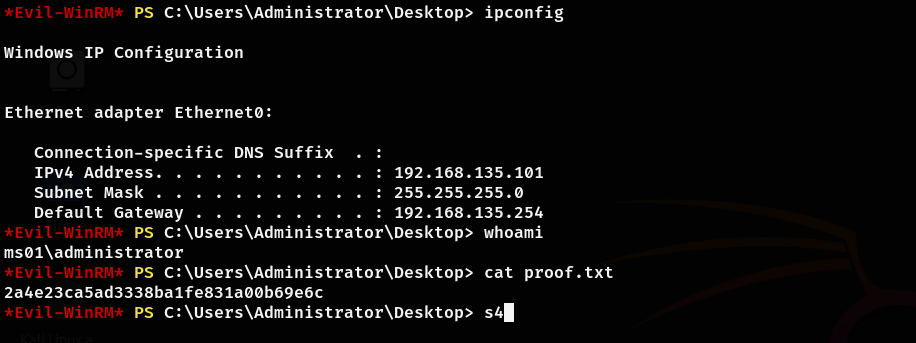 *Evil-WinRM* PS C:\Users\Administrator\Desktop> ipconfig
Windows IP Configuration
Ethernet adapter Ethernet0:
Connection-specific DNS Suffix  . :
IPv4 Address. . . . . . . . . . . : 192.168.135.101
Subnet Mask . . . . . . . . . . . : 255.255.255.0
Default Gateway . . . . . . . . . : 192.168.135.254
*Evil-WinRM* PS C:\Users\Administrator\Desktop> whoami
ms01\administrator
*Evil-WinRM* PS C:\Users\Administrator\Desktop> cat proof.txt
2a4e23ca5ad3338ba1fe831a00b69e6c
*Evil-WinRM* PS C:\Users\Administrator\Desktop> s4